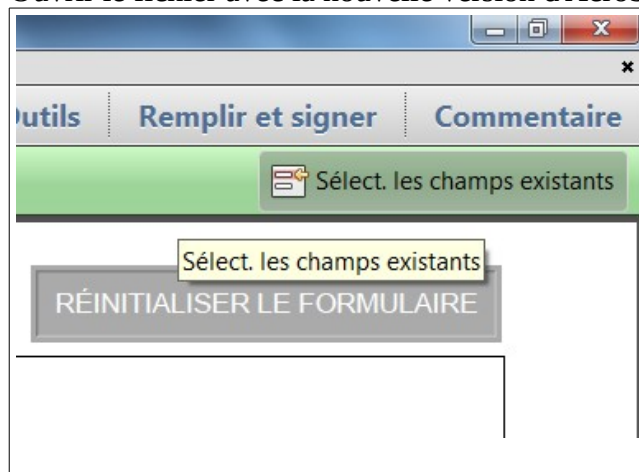 Outils
Remplir et signer
Commentaire
Sélect. les champs existants
Sélect. les champs existants
RÉINITIALISER LE FORMULAIRE